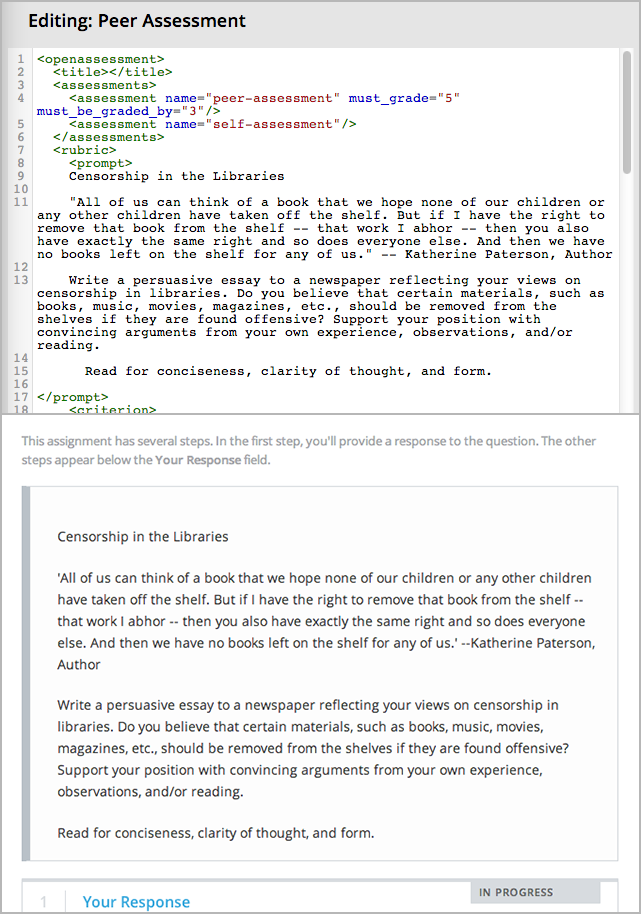 Editing: Peer Assessment
1 <openassessment>
2 <title></title>
3 <assessments>
4 <assessment name="peer-assessment" must_grade="5"
must_be_graded_by="3"/>
5 <assessment name="self-assessment"/>
6 </assessments>
7 <rubric>
8 <prompt>
9 Censorship in the Libraries
10
11 "All of us can think of a book that we hope none of our children or
any other children have taken off the shelf. But if I have the right to
remove that book from the shelf -- that work I abhor -- then you also
have exactly the same right and so does everyone else. And then we have
no books left on the shelf for any of us." -- Katherine Paterson, Author
12
13 Write a persuasive essay to a newspaper reflecting your views on
censorship in libraries. Do you believe that certain materials, such as
books, music, movies, magazines, etc., should be removed from the
shelves if they are found offensive? Support your position with
convincing arguments from your own experience, observations, and/or
reading.
14
15 Read for conciseness, clarity of thought, and form.
16
17 </prompt>
18 <criterion>
This assignment has several steps. In the first step, you'll provide a response to the question. The other
steps appear below the Your Response field.
Censorship in the Libraries
'All of us can think of a book that we hope none of our children or any other children
have taken off the shelf. But if I have the right to remove that book from the shelf --
that work I abhor -- then you also have exactly the same right and so does everyone
else. And then we have no books left on the shelf for any of us.' --Katherine Paterson,
Author
Write a persuasive essay to a newspaper reflecting your views on censorship in
libraries. Do you believe that certain materials, such as books, music, movies,
magazines, etc., should be removed from the shelves if they are found offensive?
Support your position with convincing arguments from your own experience,
observations, and/or reading.
Read for conciseness, clarity of thought, and form.
IN PROGRESS
1 Your Response